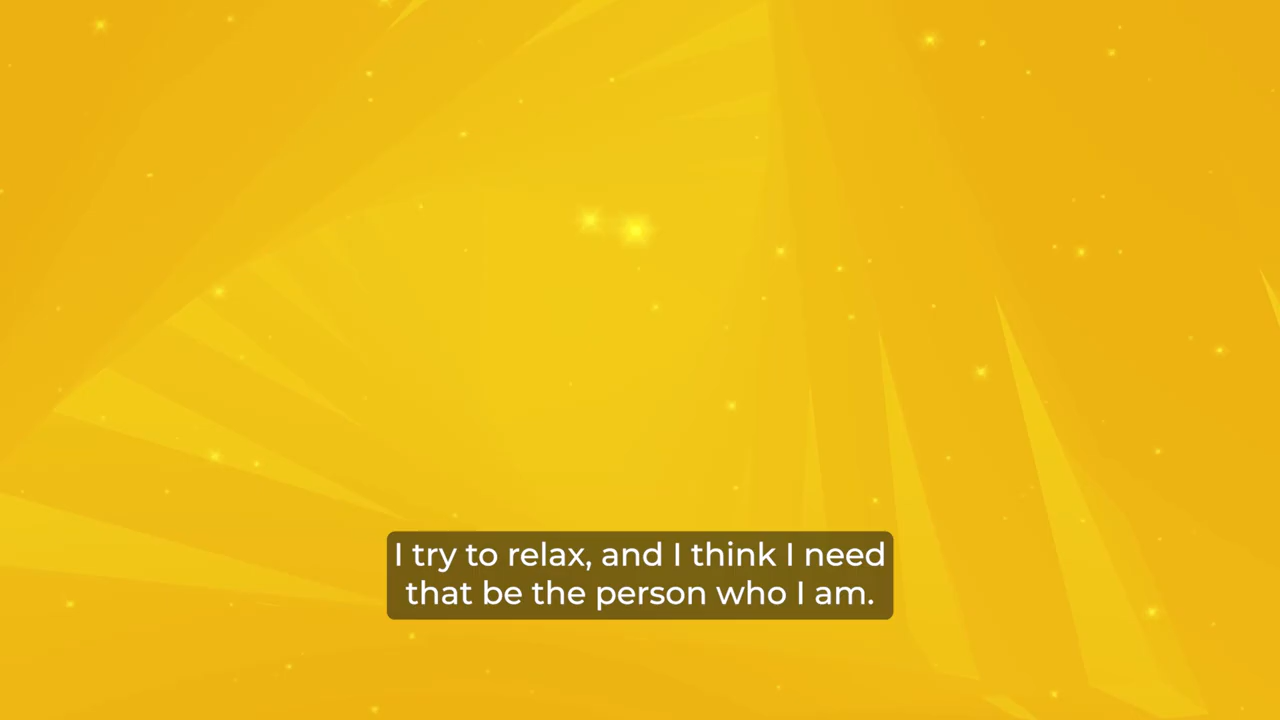 I try to relax, and I think I need
that be the person who I am.